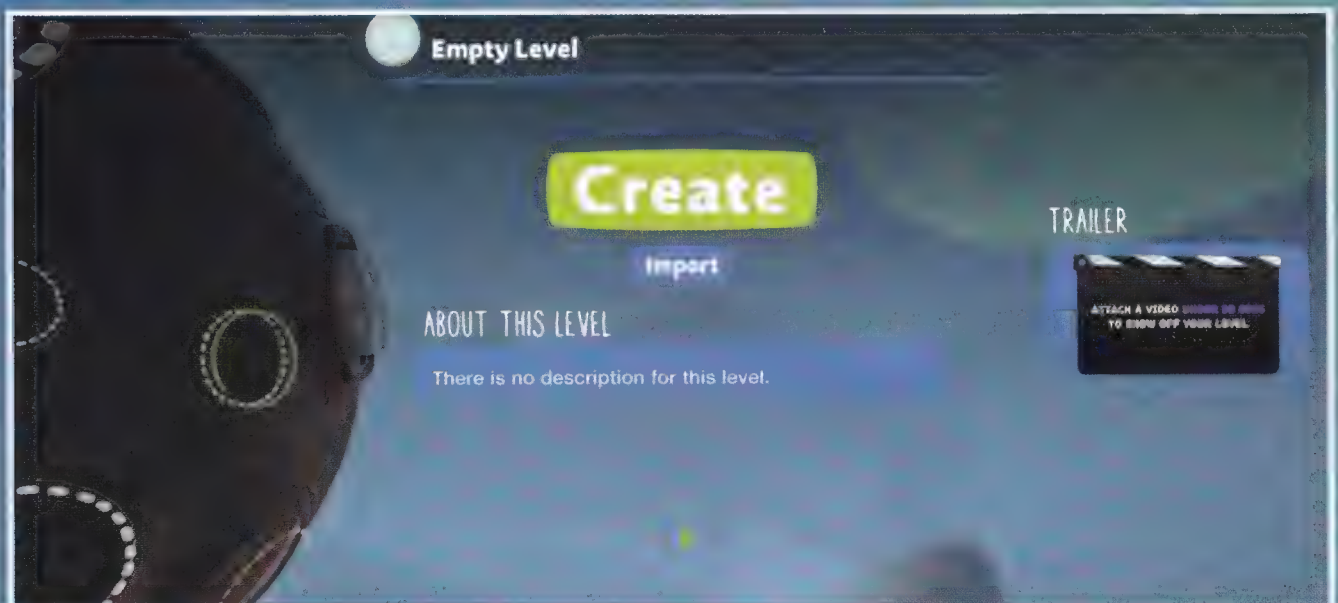 Empty Level
Create
Import
TRAILER
ATTACH A VIDEO
TO SHOW OFF YOUR LEVEL
ABOUT THIS LEVEL
There is no description for this level.